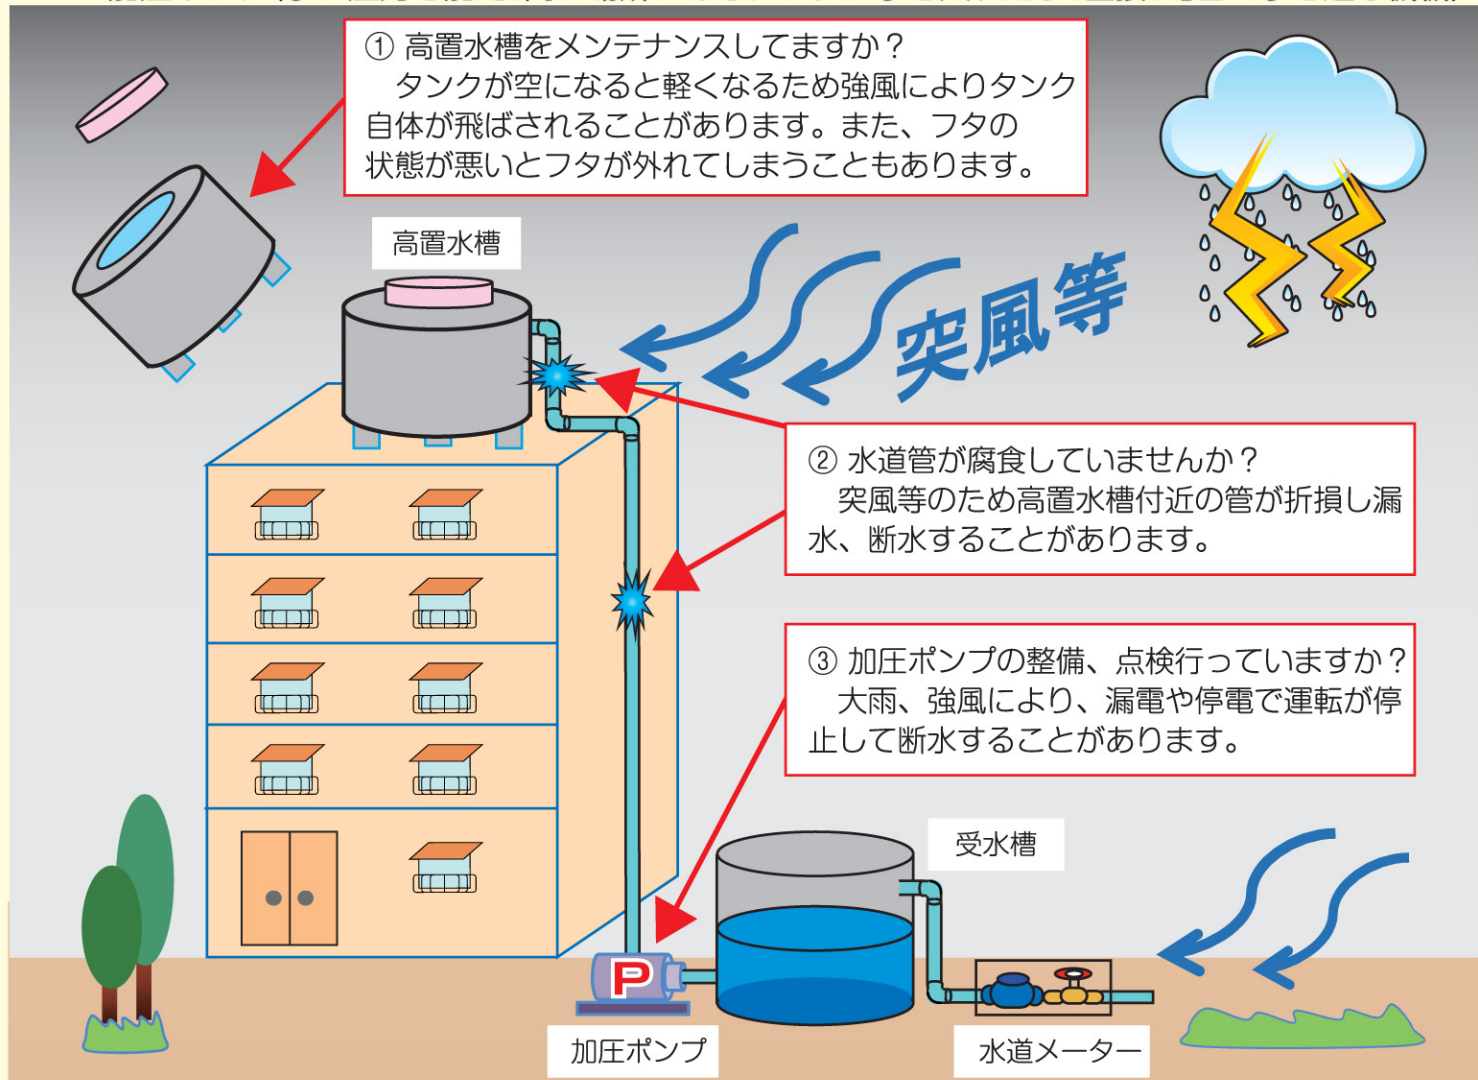 ① 高置水槽をメンテナンスしてますか？
タンクが空になると軽くなるため強風によりタンク
自体が飛ばされることがあります。また、フタの
状態が悪いとフタが外れてしまうこともあります。
高置水槽
突風等
② 水道管が腐食していませんか？
突風等のため高置水槽付近の管が折損し漏
水、断水することがあります。
③ 加圧ポンプの整備、点検行っていますか？
大雨、強風により、漏電や停電で運転が停
止して断水することがあります。
受水槽
P
加圧ポンプ
水道メーター